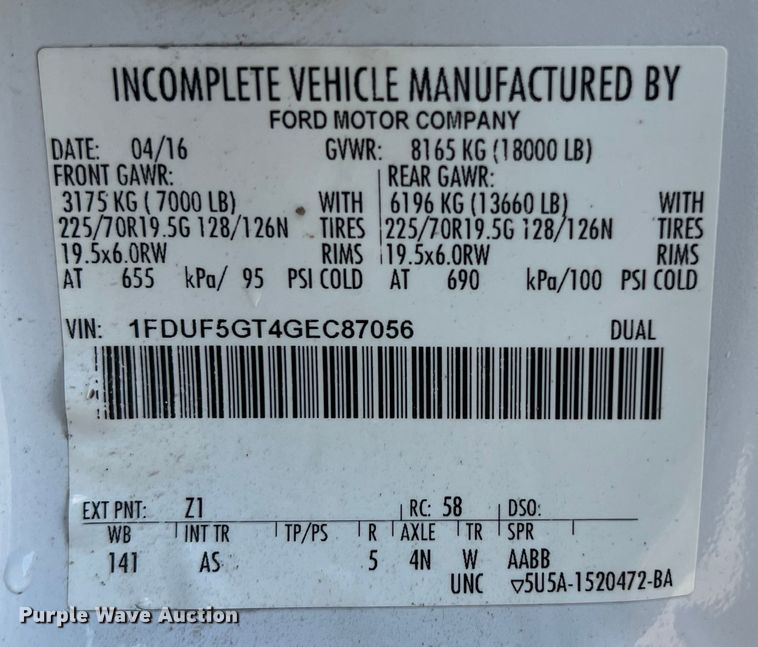 INCOMPLETE VEHICLE MANUFACTURED BY
FORD MOTOR COMPANY
DATE: 04/16 GVWR: 8165 KG (18000 LB)
FRONT GAWR: REAR GAWR:
3175 KG ( 7000 LB) WITH 6196 KG (13660 LB) WITH
225/70R19.5G 128/126N TIRES 225/70R19.5G 128/126N TIRES
19.5x6.0RW RIMS 19.5x6.0RW RIMS
AT 655 kPa/ 95 PSI COLD AT 690 kPa/100 PSI COLD
VIN: 1FDUF5GT4GEC87056 DUAL
EXT PNT: Z1 RC: 58 DSO:
WB INT TR TP/PS R AXLE TR SPR
141 AS 5 4N W AABB
UNC ▽5U5A-1520472-BA
Purple Wave Auction